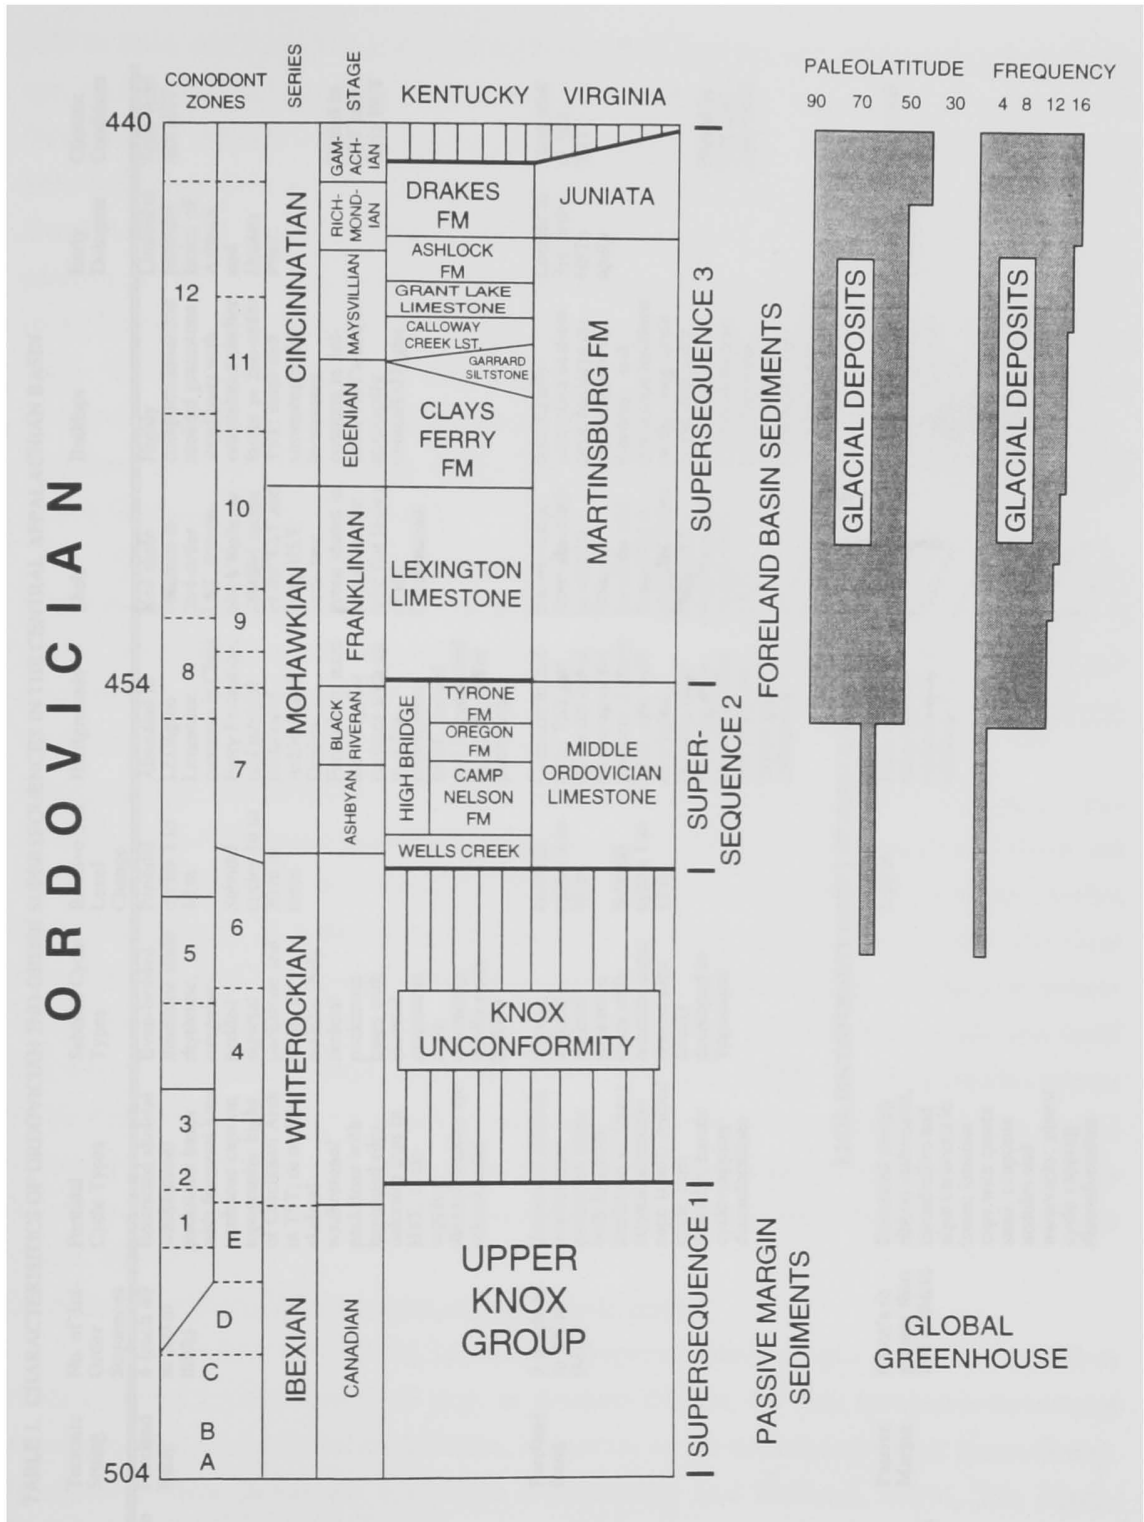 ORDOVICIAN
CONODONT
ZONES
SERIES
STAGE
KENTUCKY
VIRGINIA
PALEOLATITUDE
90 70 50 30
FREQUENCY
4 8 12 16
440
454
504
12
11
10
9
8
7
6
5
4
3
2
1
E
D
C
B
A
CINCINNATIAN
MOHAWKIAN
WHITEROCKIAN
IBEXIAN
GAM-
ACH-
IAN
RICH-
MOND-
IAN
MAYSVILLIAN
EDENIAN
FRANKLINIAN
BLACK
RIVERAN
ASHBYAN
CANADIAN
DRAKES
FM
ASHLOCK
FM
GRANT LAKE
LIMESTONE
CALLOWAY
CREEK LST.
GARRARD
SILTSTONE
CLAYS
FERRY
FM
LEXINGTON
LIMESTONE
HIGH BRIDGE
TYRONE
FM
OREGON
FM
CAMP
NELSON
FM
WELLS CREEK
JUNIATA
MARTINSBURG FM
MIDDLE
ORDOVICIAN
LIMESTONE
KNOX
UNCONFORMITY
UPPER
KNOX
GROUP
SUPERSEQUENCE 3
SUPER-
SEQUENCE 2
SUPERSEQUENCE 1
FORELAND BASIN SEDIMENTS
PASSIVE MARGIN
SEDIMENTS
GLACIAL DEPOSITS
GLACIAL DEPOSITS
GLOBAL
GREENHOUSE